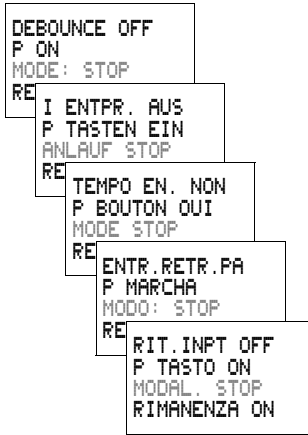 DEBOUNCE OFF
P ON
MODE: STOP
RE
I ENTPR. AUS
P TASTEN EIN
ANLAUF STOP
RE
TEMPO EN. NON
P BOUTON OUI
MODE STOP
RE
ENTR.RETR.PA
P MARCHA
MODO: STOP
RE
RIT.INPT OFF
P TASTO ON
MODAL. STOP
RIMANENZA ON